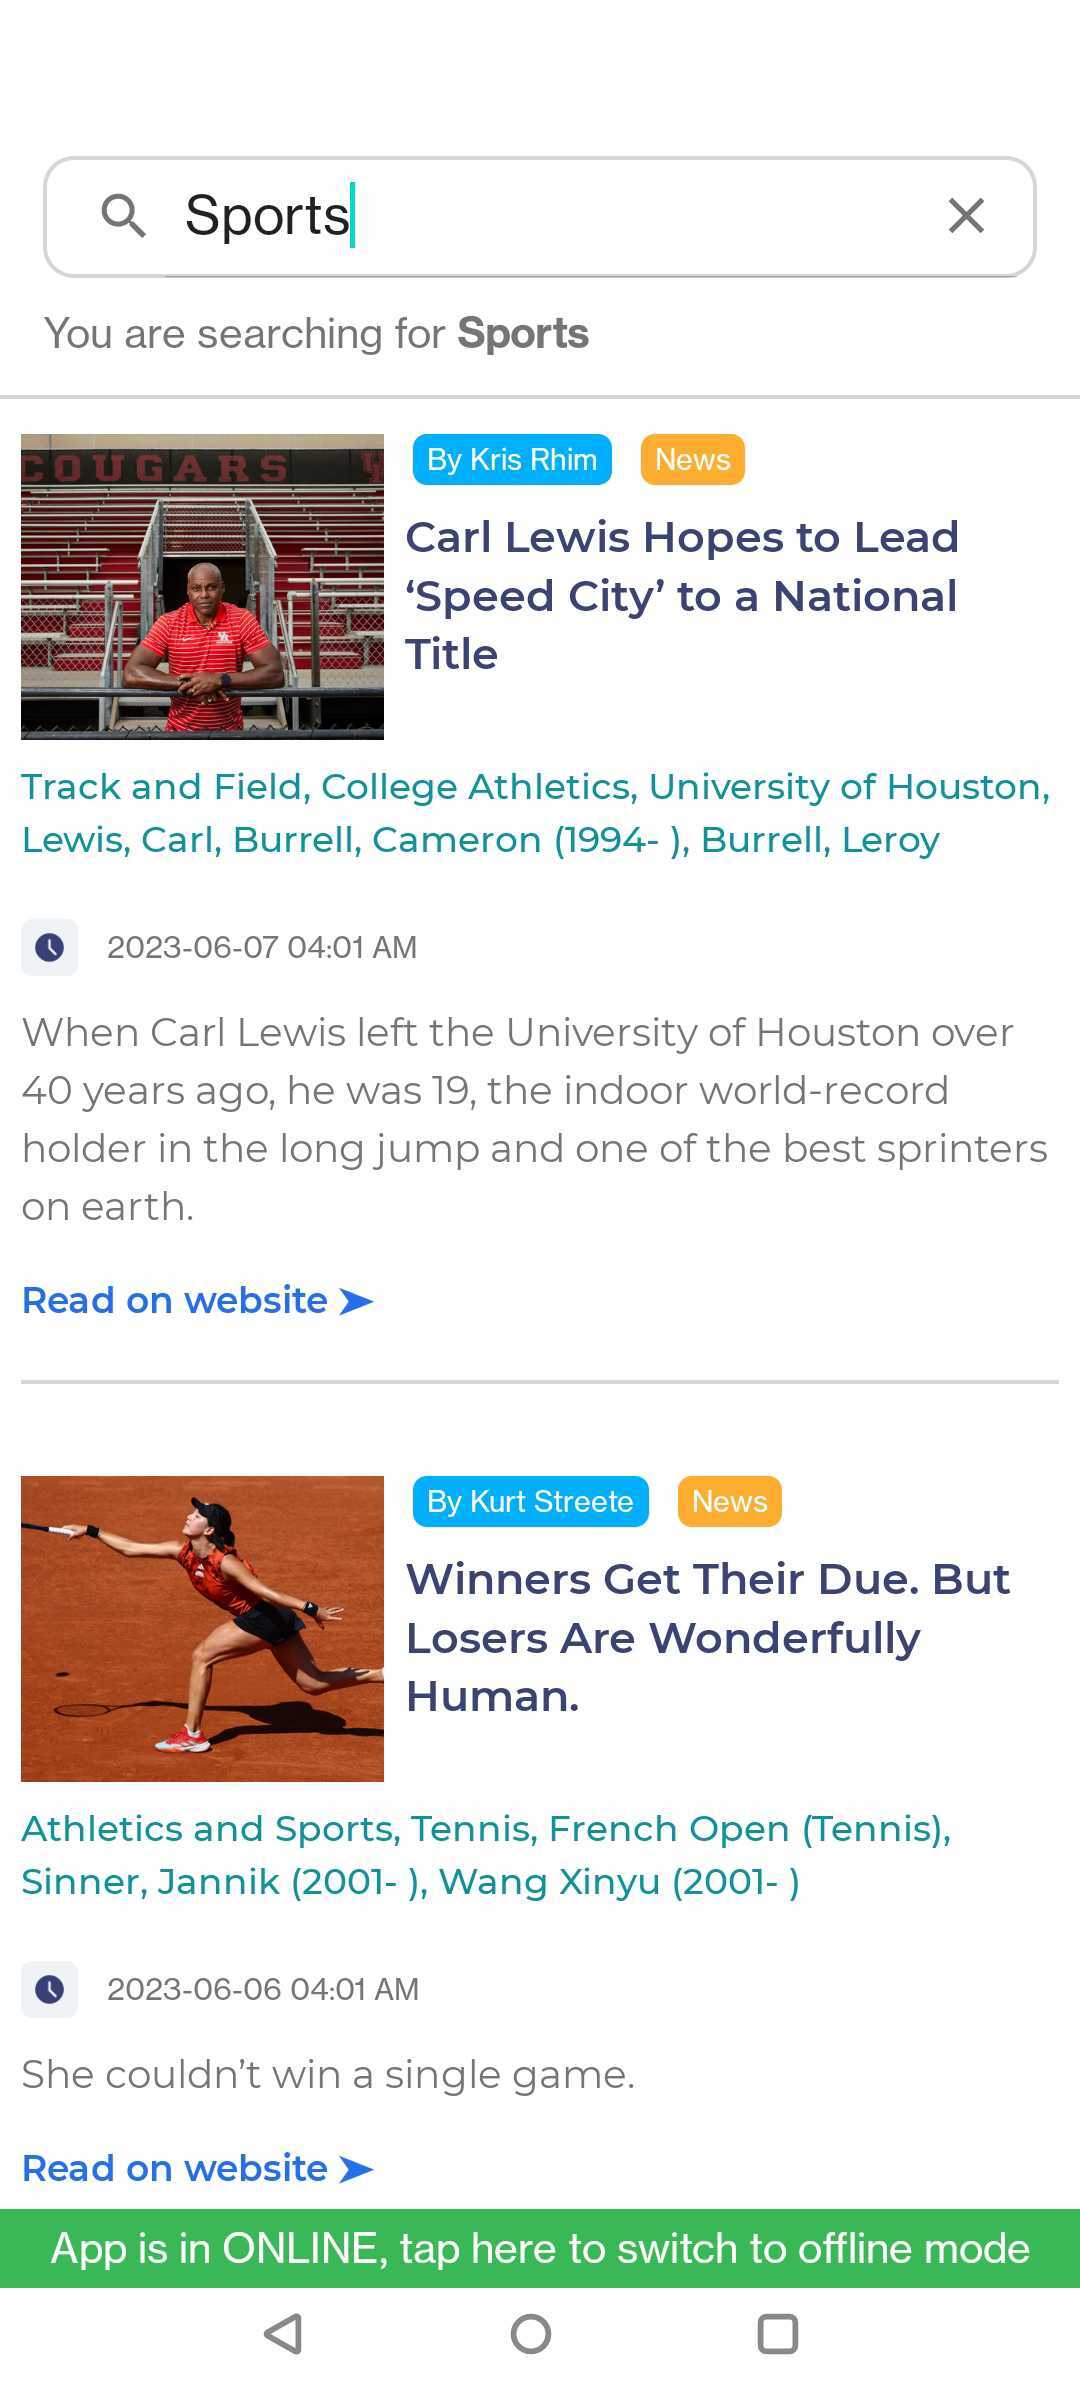 Sports
You are searching for Sports
COUGARS
By Kris Rhim News
Carl Lewis Hopes to Lead
‘Speed City’ to a National
Title
Track and Field, College Athletics, University of Houston,
Lewis, Carl, Burrell, Cameron (1994- ), Burrell, Leroy
2023-06-07 04:01 AM
When Carl Lewis left the University of Houston over
40 years ago, he was 19, the indoor world-record
holder in the long jump and one of the best sprinters
on earth.
Read on website ➤
By Kurt Streete News
Winners Get Their Due. But
Losers Are Wonderfully
Human.
Athletics and Sports, Tennis, French Open (Tennis),
Sinner, Jannik (2001- ), Wang Xinyu (2001- )
2023-06-06 04:01 AM
She couldn’t win a single game.
Read on website ➤
App is in ONLINE, tap here to switch to offline mode